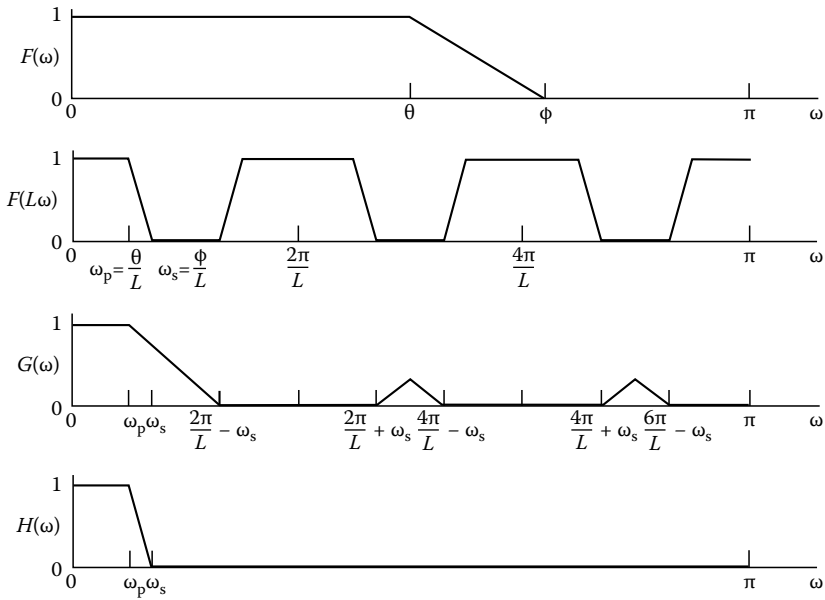 1
F(ω)
0
0 θ φ π ω
1
F(Lω)
0
0 ωp= θ/L ωs= φ/L 2π/L 4π/L π ω
1
G(ω)
0
0 ωp ωs 2π/L – ωs 2π/L + ωs 4π/L – ωs 4π/L + ωs 6π/L – ωs π ω
1
H(ω)
0
0 ωp ωs π ω